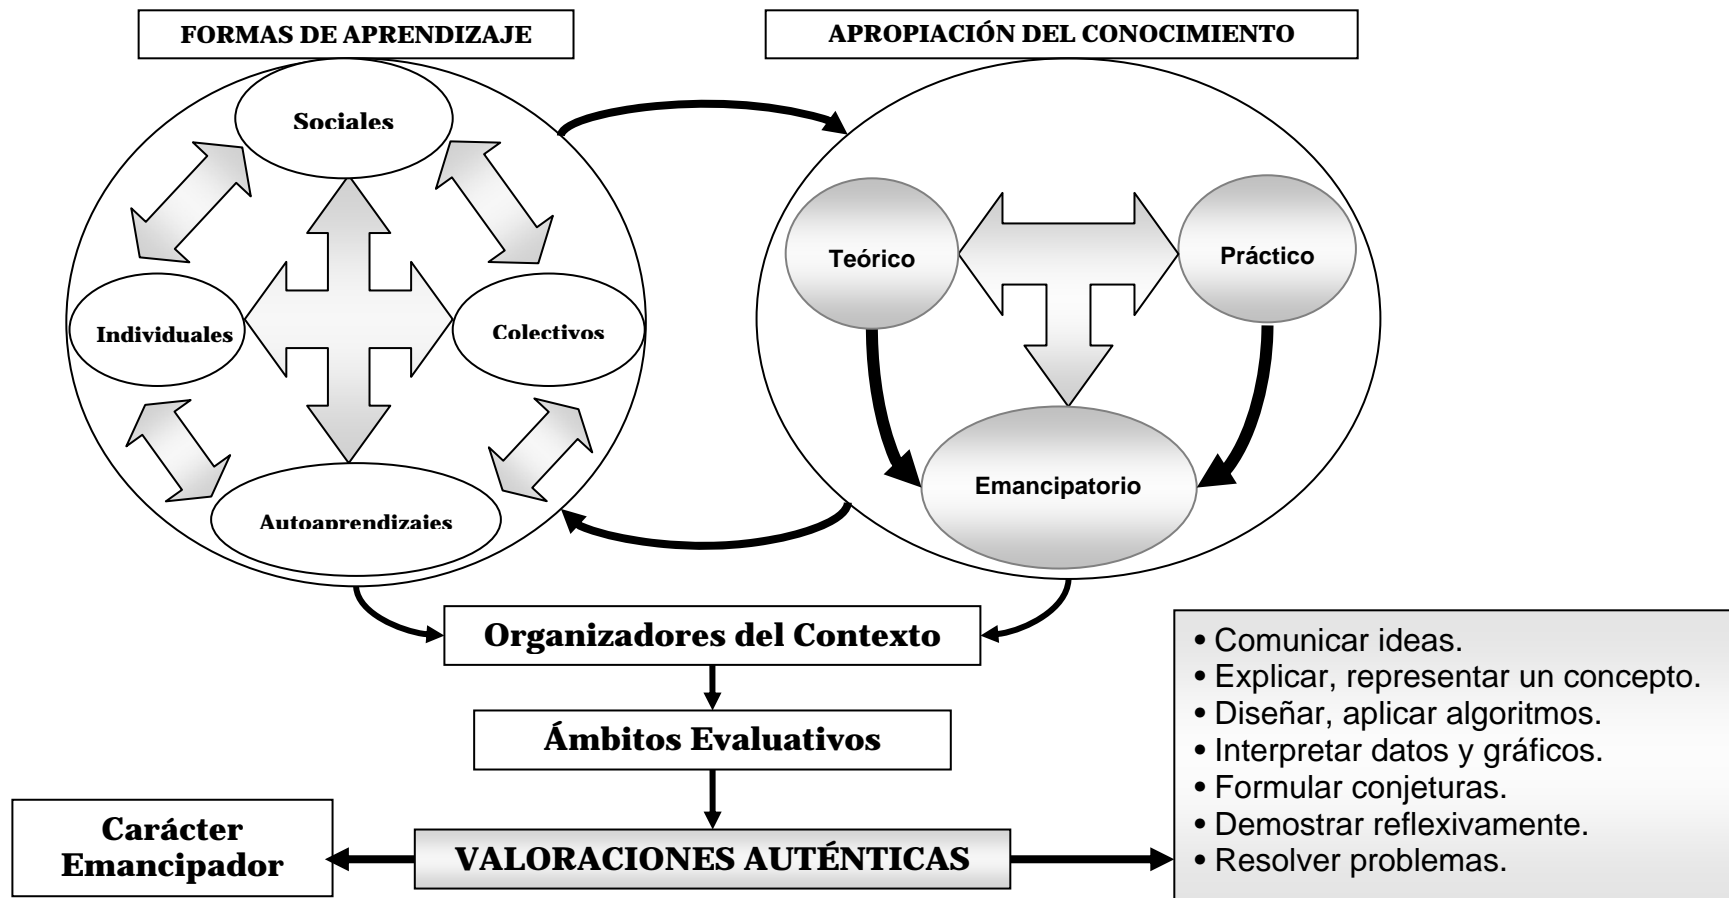 FORMAS DE APRENDIZAJE
APROPIACIÓN DEL CONOCIMIENTO
Sociales
Individuales
Colectivos
Autoaprendizajes
Teórico
Práctico
Emancipatorio
Organizadores del Contexto
Ámbitos Evaluativos
Carácter
Emancipador
VALORACIONES AUTÉNTICAS
• Comunicar ideas.
• Explicar, representar un concepto.
• Diseñar, aplicar algoritmos.
• Interpretar datos y gráficos.
• Formular conjeturas.
• Demostrar reflexivamente.
• Resolver problemas.